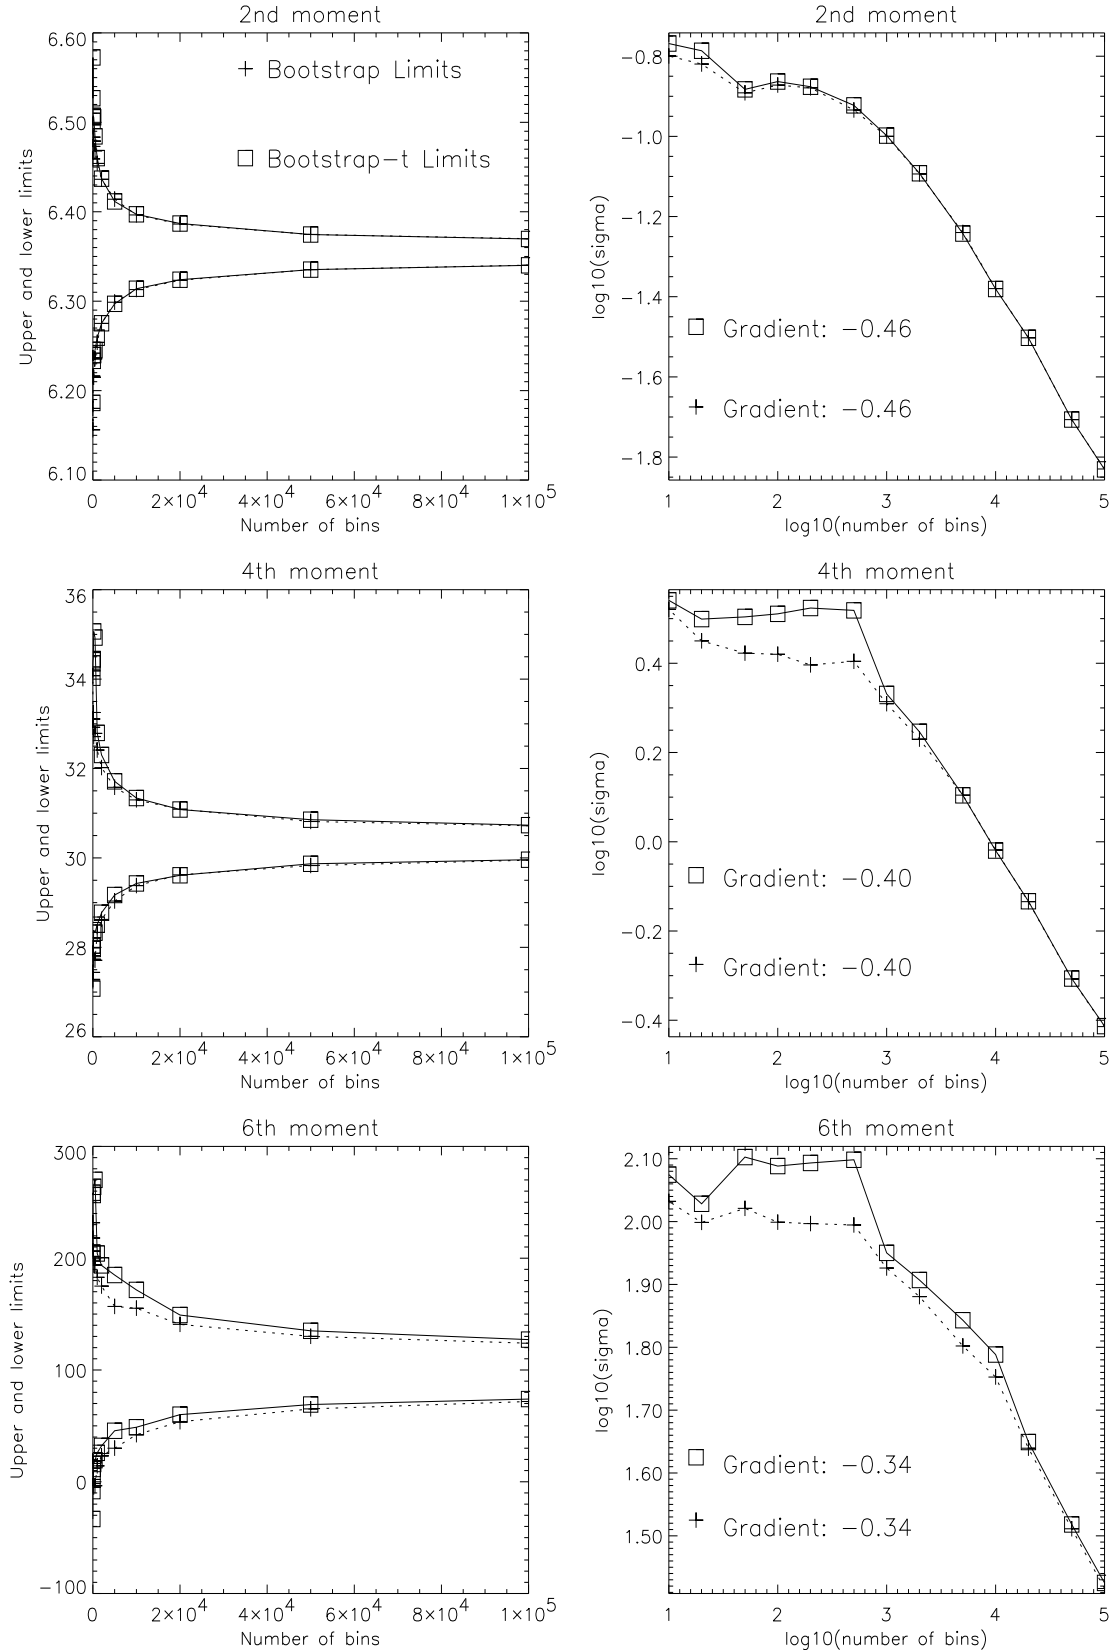 2nd moment
6.60
6.50
6.40
6.30
6.20
6.10
Upper and lower limits
+ Bootstrap Limits
□ Bootstrap-t Limits
0 2×10⁴ 4×10⁴ 6×10⁴ 8×10⁴ 1×10⁵
Number of bins
2nd moment
-0.8
-1.0
-1.2
-1.4
-1.6
-1.8
log10(sigma)
□ Gradient: -0.46
+ Gradient: -0.46
1 2 3 4 5
log10(number of bins)
4th moment
36
34
32
30
28
26
Upper and lower limits
0 2×10⁴ 4×10⁴ 6×10⁴ 8×10⁴ 1×10⁵
Number of bins
4th moment
0.4
0.2
0.0
-0.2
-0.4
log10(sigma)
□ Gradient: -0.40
+ Gradient: -0.40
1 2 3 4 5
log10(number of bins)
6th moment
300
200
100
0
-100
Upper and lower limits
0 2×10⁴ 4×10⁴ 6×10⁴ 8×10⁴ 1×10⁵
Number of bins
6th moment
2.10
2.00
1.90
1.80
1.70
1.60
1.50
log10(sigma)
□ Gradient: -0.34
+ Gradient: -0.34
1 2 3 4 5
log10(number of bins)